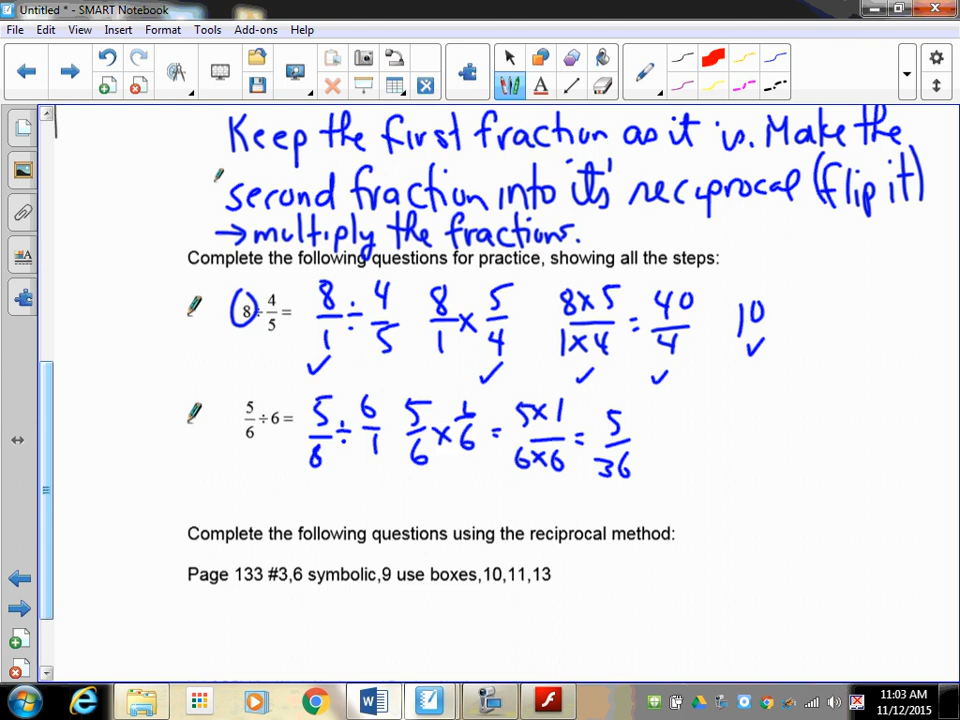 Untitled * - SMART Notebook
File Edit View Insert Format Tools Add-ons Help
Keep the first fraction as it is. Make the
second fraction into "its" reciprocal (flip it)
→ multiply the fractions.
Complete the following questions for practice, showing all the steps:
8 ÷ 4/5 = 8/1 ÷ 4/5 8/1 × 5/4 8×5/1×4 = 40/4 10
✓ ✓ ✓ ✓ ✓
5/6 ÷ 6 = 5/8 ÷ 6/1 5/6 × 1/6 = 5×1/6×6 = 5/36
Complete the following questions using the reciprocal method:
Page 133 #3,6 symbolic,9 use boxes,10,11,13
11:03 AM
11/12/2015